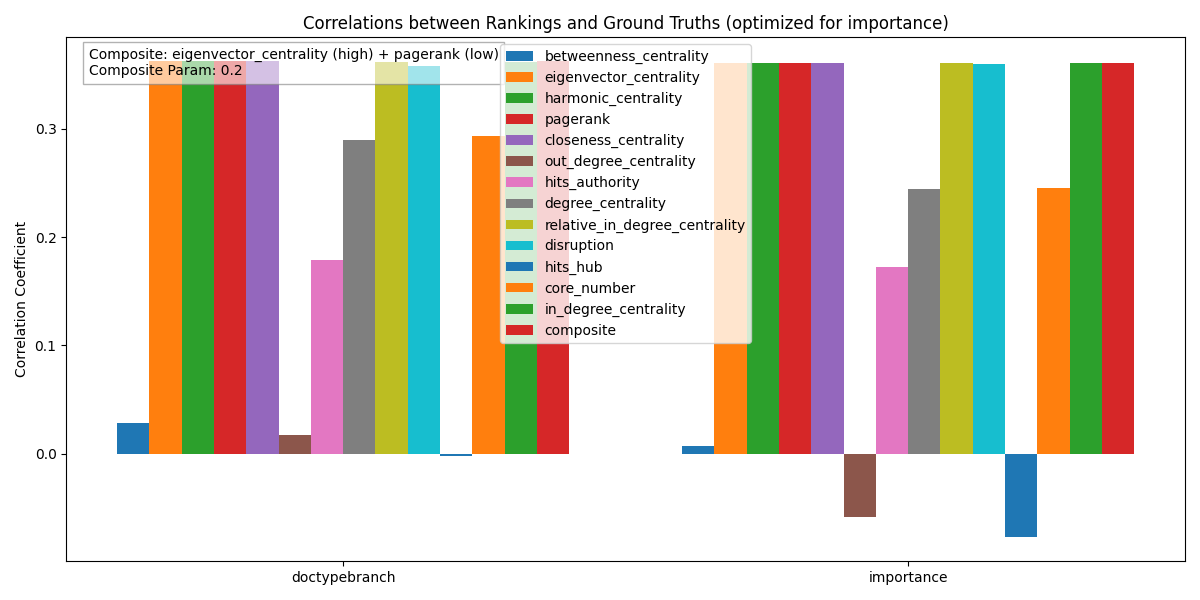 Correlations between Rankings and Ground Truths (optimized for importance)
Composite: eigenvector_centrality (high) + pagerank (low)
Composite Param: 0.2
betweenness_centrality
eigenvector_centrality
harmonic_centrality
pagerank
closeness_centrality
out_degree_centrality
hits_authority
degree_centrality
relative_in_degree_centrality
disruption
hits_hub
core_number
in_degree_centrality
composite
Correlation Coefficient
0.3
0.2
0.1
0.0
doctypebranch
importance